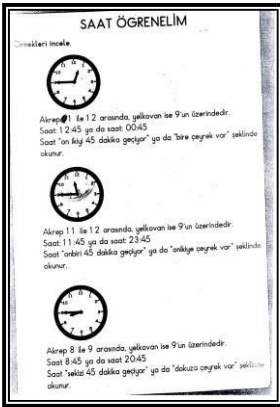 SAAT ÖGRENELİM
Örnekleri incele.
Akrep 1 ile 12 arasında, yelkovan ise 9'un üzerindedir.
Saat: 12:45 ya da saat: 00:45
Saat "on ikiyi 45 dakika geçiyor" ya da "bire çeyrek var" şeklinde
okunur.
Akrep 11 ile 12 arasında, yelkovan ise 9'un üzerindedir.
Saat: 11:45 ya da saat: 23:45
Saat "onbiri 45 dakika geçiyor" ya da "onikiye çeyrek var" şeklinde
okunur.
Akrep 8 ile 9 arasında, yelkovan ise 9'un üzerindedir.
Saat: 8:45 ya da saat 20:45
Saat "sekizi 45 dakika geçiyor" ya da "dokuza çeyrek var" şeklinde
okunur.